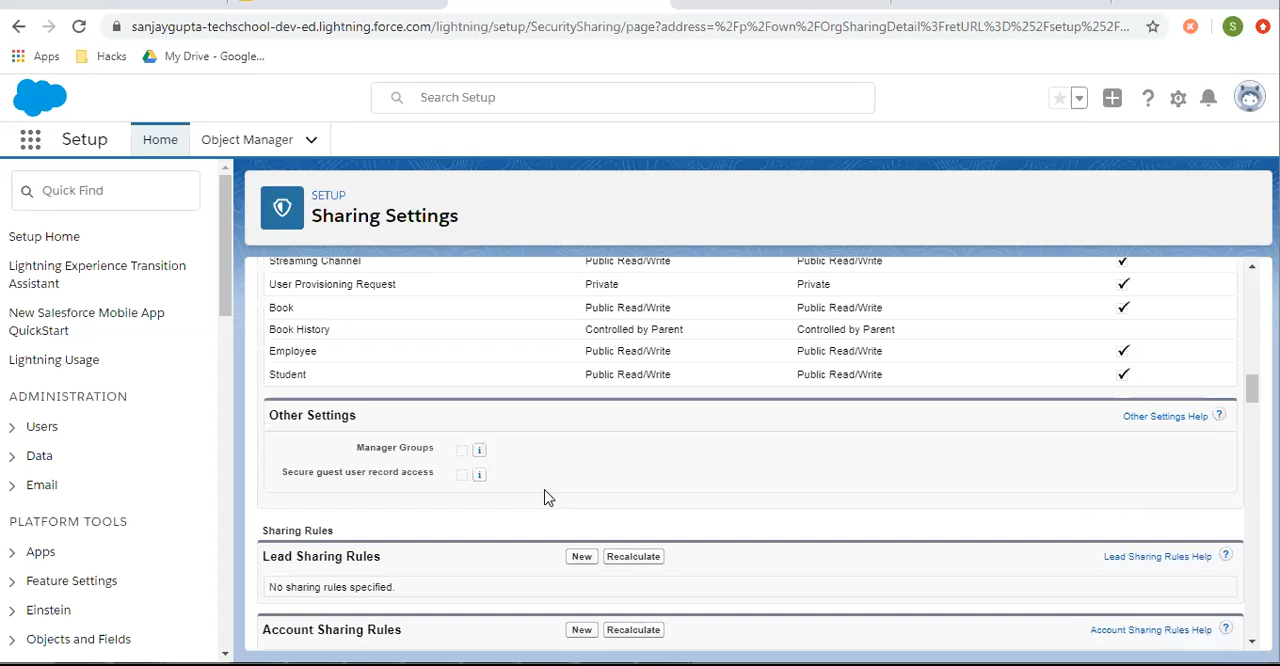 sanjaygupta-techschool-dev-ed.lightning.force.com/lightning/setup/SecuritySharing/page?address=%2Fp%2Fown%2FOrgSharingDetail%3FretURL%3D%252Fsetup%252F...
S
Apps
Hacks
My Drive - Google...
Search Setup
Setup
Home
Object Manager
Quick Find
SETUP
Sharing Settings
Setup Home
Lightning Experience Transition
Assistant
New Salesforce Mobile App
QuickStart
Lightning Usage
ADMINISTRATION
Users
Data
Email
PLATFORM TOOLS
Apps
Feature Settings
Einstein
Objects and Fields
Streaming Channel Public Read/Write Public Read/Write
User Provisioning Request Private Private
Book Public Read/Write Public Read/Write
Book History Controlled by Parent Controlled by Parent
Employee Public Read/Write Public Read/Write
Student Public Read/Write Public Read/Write
Other Settings Other Settings Help ?
Manager Groups i
Secure guest user record access i
Sharing Rules
Lead Sharing Rules New Recalculate Lead Sharing Rules Help ?
No sharing rules specified.
Account Sharing Rules New Recalculate Account Sharing Rules Help ?